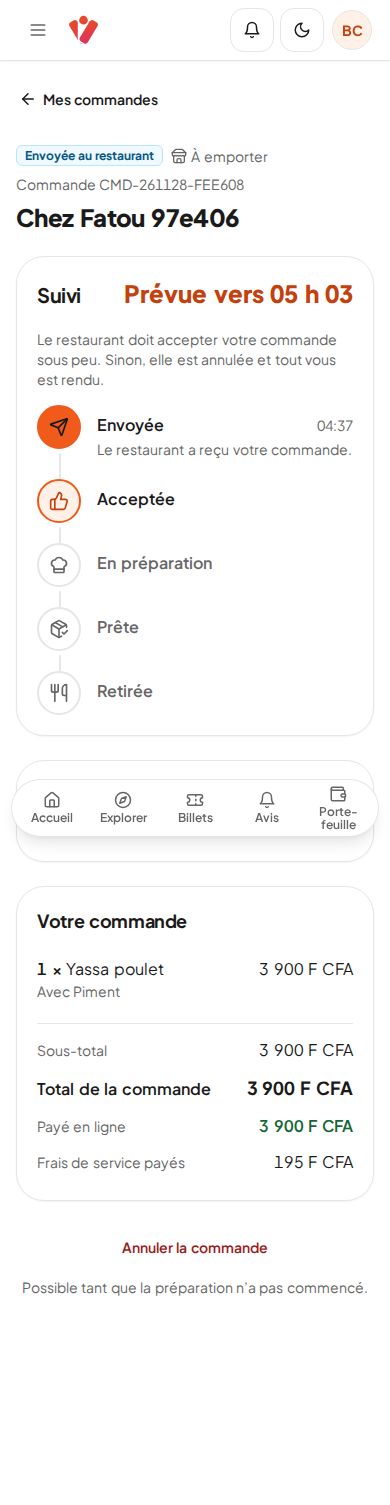 BC
Mes commandes
Envoyée au restaurant À emporter
Commande CMD-261128-FEE608
Chez Fatou 97e406
Suivi Prévue vers 05 h 03
Le restaurant doit accepter votre commande
sous peu. Sinon, elle est annulée et tout vous
est rendu.
Envoyée 04:37
Le restaurant a reçu votre commande.
Acceptée
En préparation
Prête
Retirée
Accueil Explorer Billets Avis Porte-
feuille
Votre commande
1 × Yassa poulet 3 900 F CFA
Avec Piment
Sous-total 3 900 F CFA
Total de la commande 3 900 F CFA
Payé en ligne 3 900 F CFA
Frais de service payés 195 F CFA
Annuler la commande
Possible tant que la préparation n'a pas commencé.